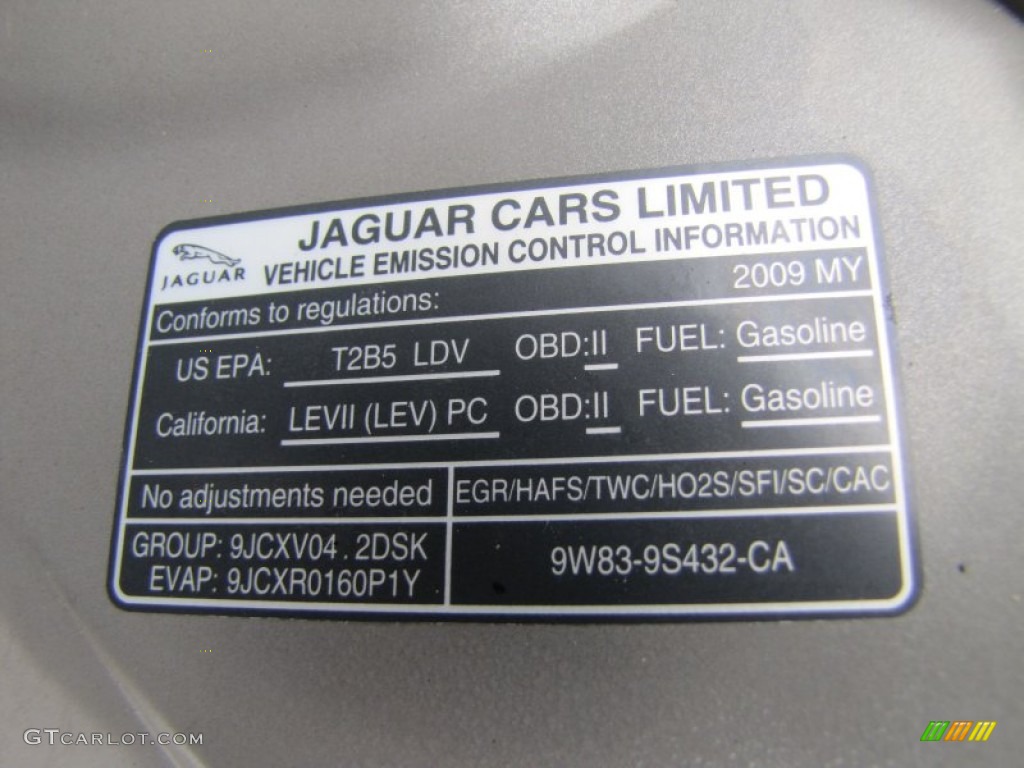 JAGUAR CARS LIMITED
JAGUAR VEHICLE EMISSION CONTROL INFORMATION
Conforms to regulations: 2009 MY
US EPA: T2B5 LDV OBD:II FUEL: Gasoline
California: LEVII (LEV) PC OBD:II FUEL: Gasoline
No adjustments needed EGR/HAFS/TWC/HO2S/SFI/SC/CAC
GROUP: 9JCXV04.2DSK
EVAP: 9JCXR0160P1Y
9W83-9S432-CA
GTCARLOT.COM